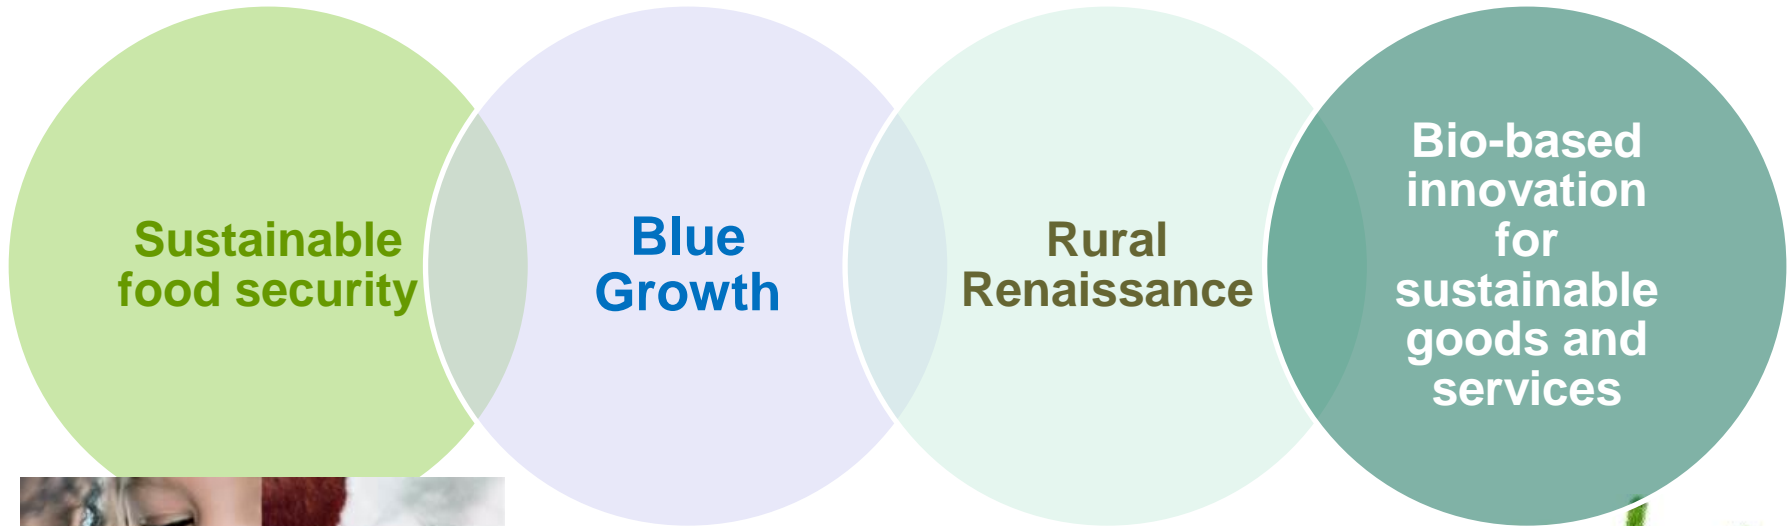 Sustainable
food security
Blue
Growth
Rural
Renaissance
Bio-based
innovation
for
sustainable
goods and
services